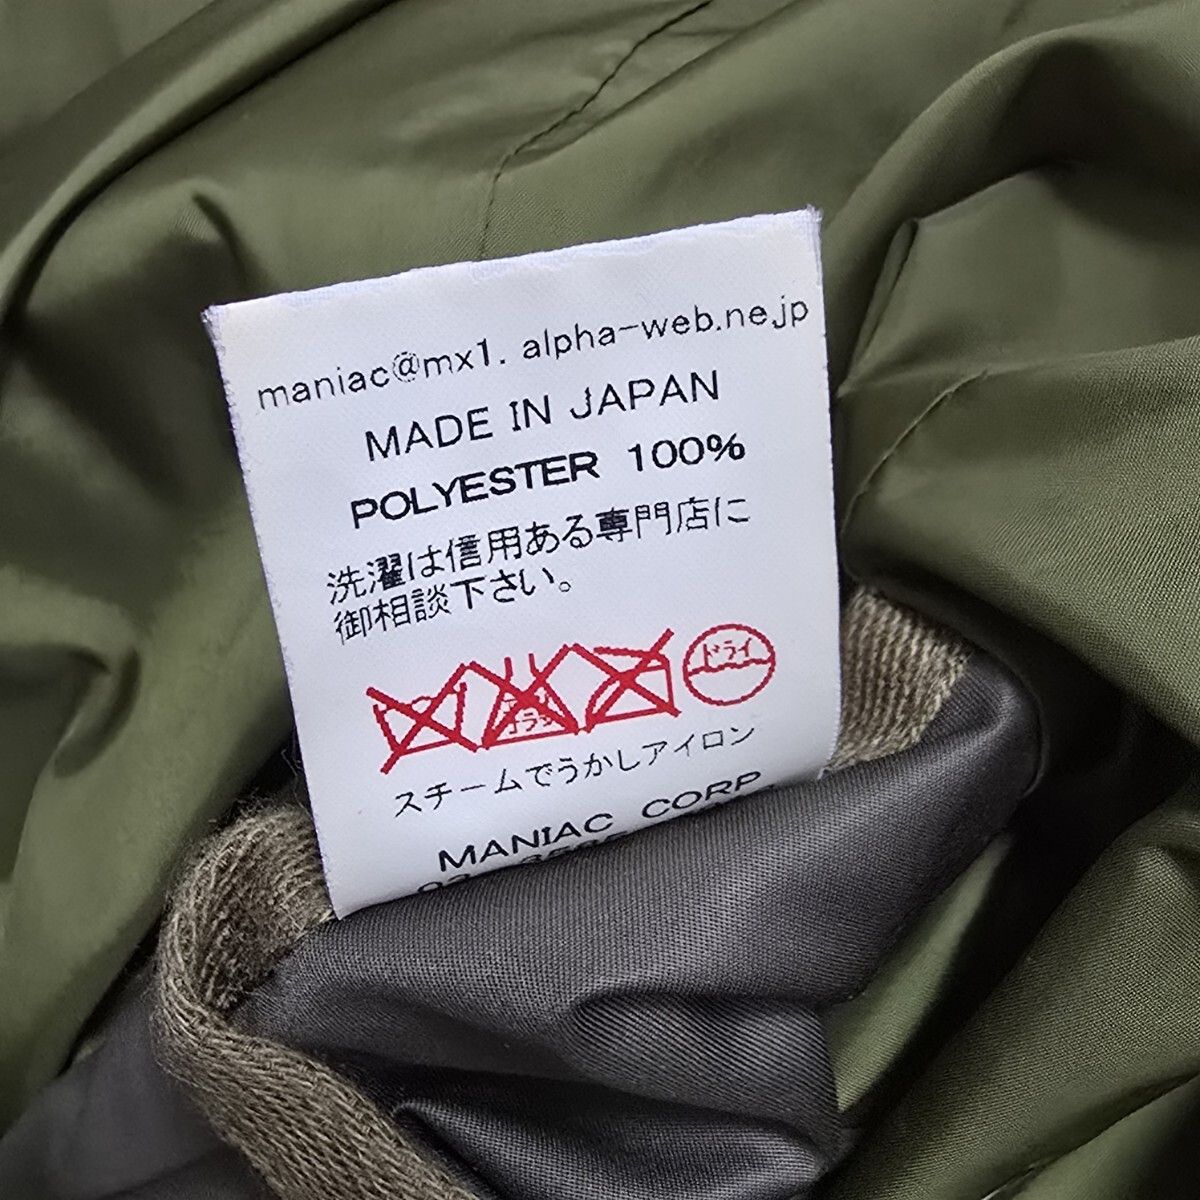 maniac@mx1. alpha-web.ne.jp
MADE IN JAPAN
POLYESTER 100%
洗濯は信用ある専門店に
御相談下さい。
ドライ
スチームでうかしアイロン
MANIAC CORP.